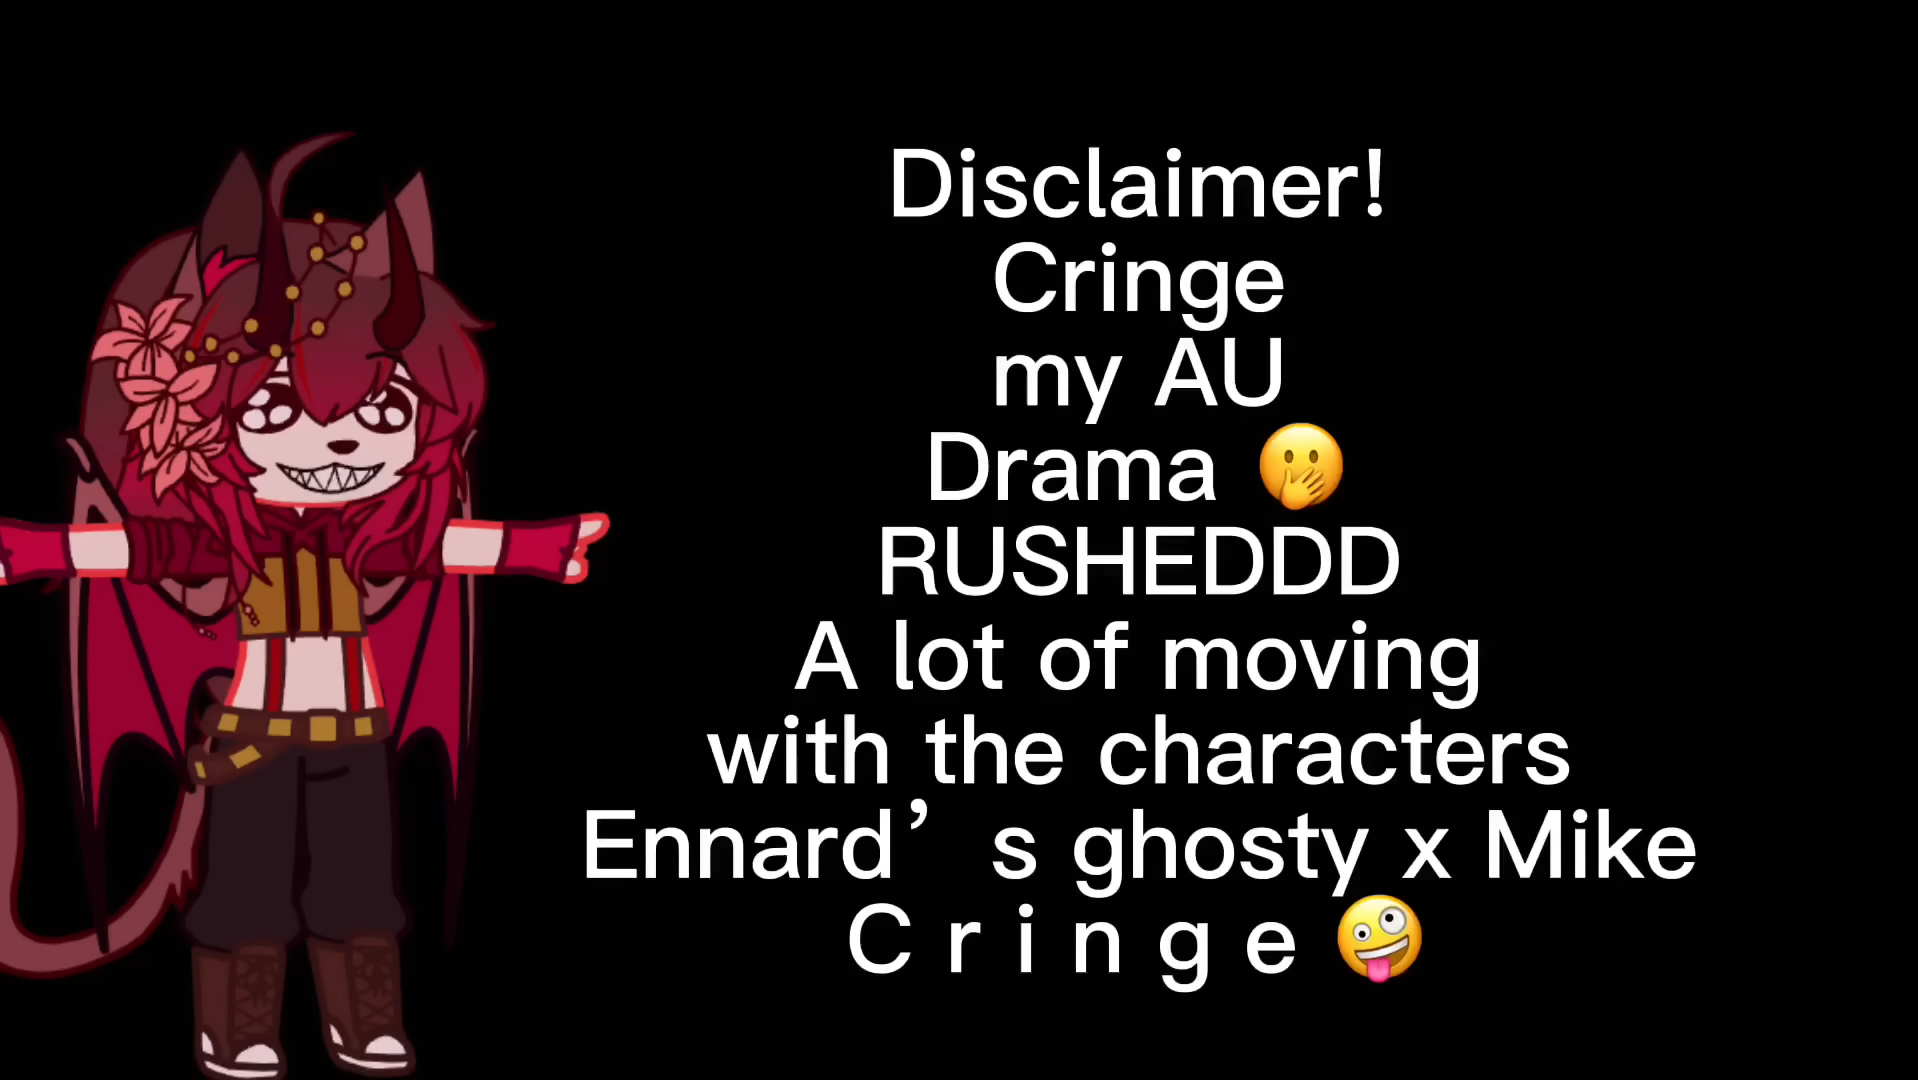 Disclaimer!
Cringe
my AU
Drama 🫢
RUSHEDDD
A lot of moving
with the characters
Ennard’s ghosty x Mike
C r i n g e 🤪